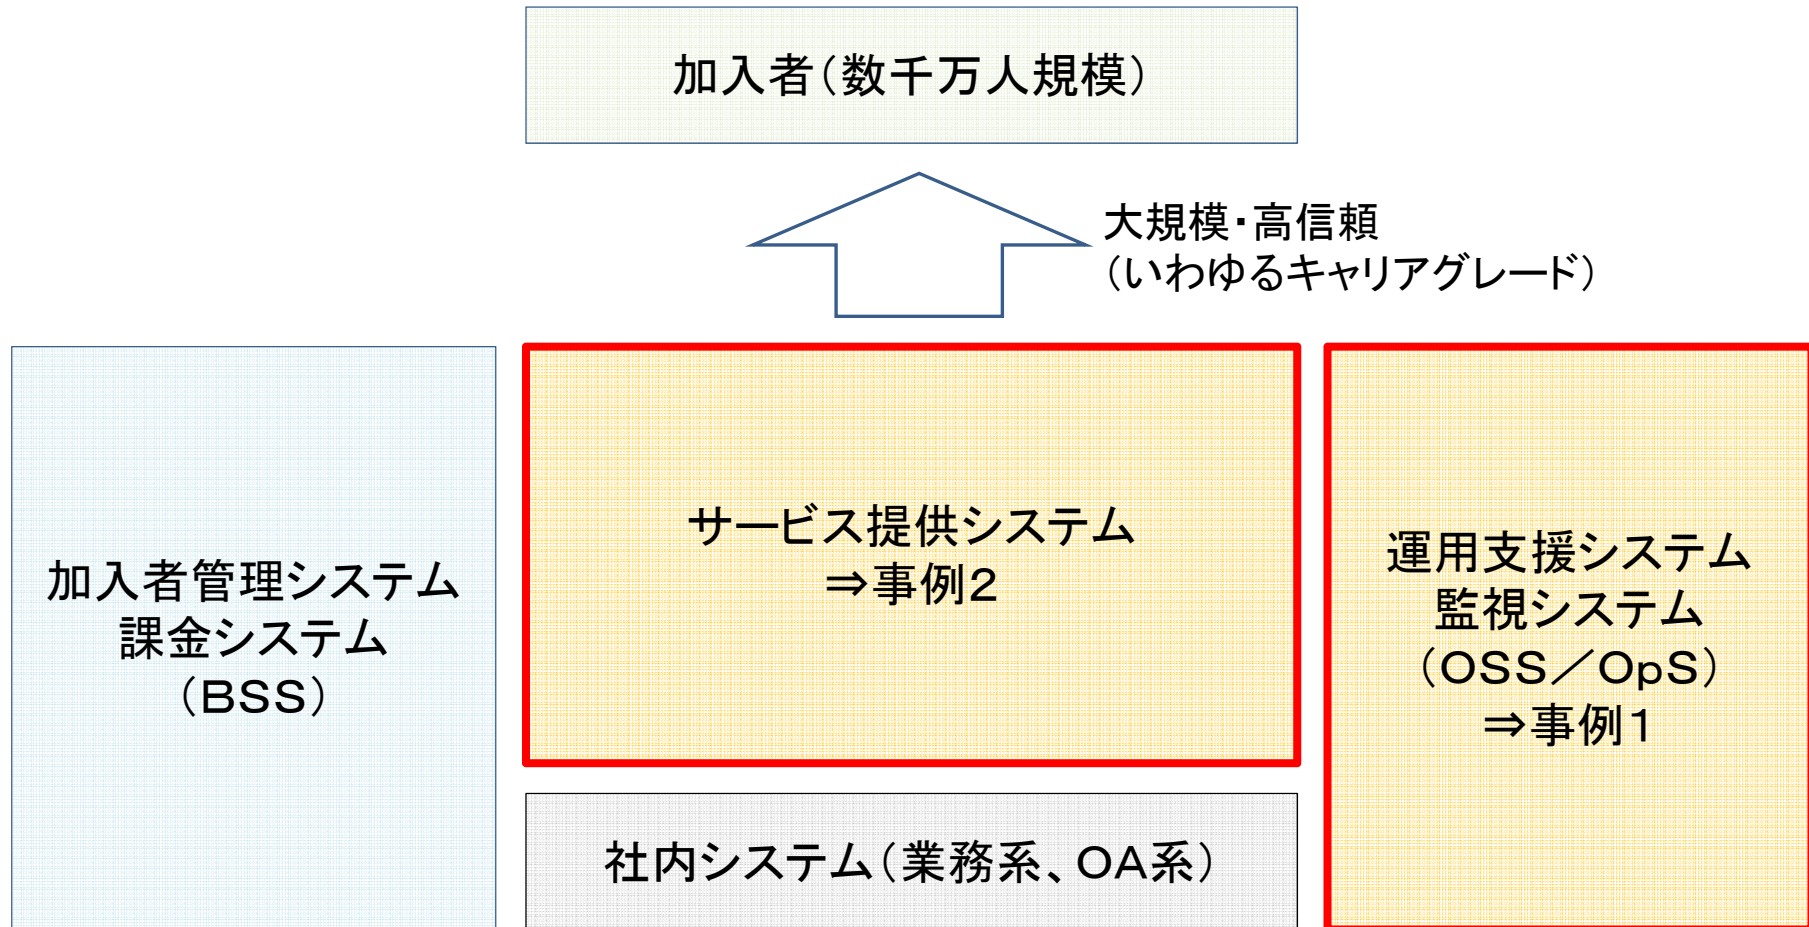 加入者（数千万人規模）
大規模・高信頼
（いわゆるキャリアグレード）
加入者管理システム
課金システム
（ＢＳＳ）
サービス提供システム
⇒事例２
運用支援システム
監視システム
（ＯＳＳ／ＯｐＳ）
⇒事例１
社内システム（業務系、ＯＡ系）